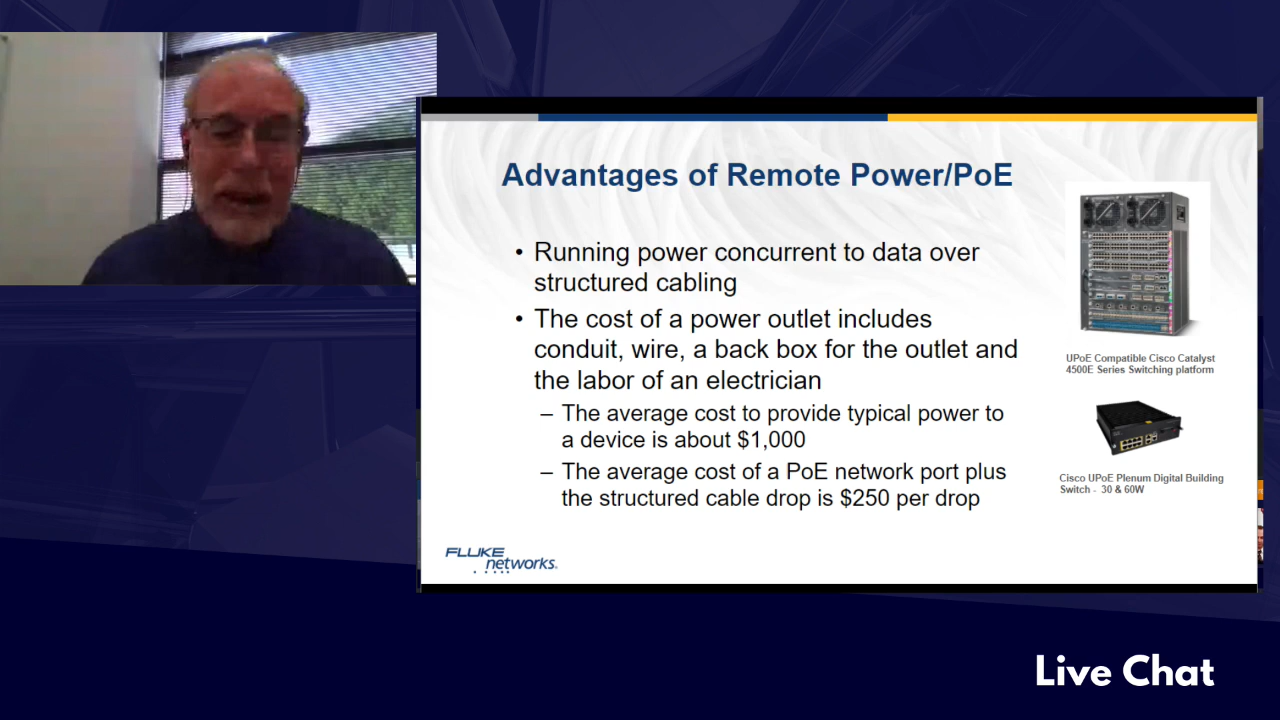 Advantages of Remote Power/PoE
• Running power concurrent to data over
structured cabling
• The cost of a power outlet includes
conduit, wire, a back box for the outlet and
the labor of an electrician
– The average cost to provide typical power to
a device is about $1,000
– The average cost of a PoE network port plus
the structured cable drop is $250 per drop
UPoE Compatible Cisco Catalyst
4500E Series Switching platform
Cisco UPoE Plenum Digital Building
Switch - 30 & 60W
FLUKE
networks.
Live Chat